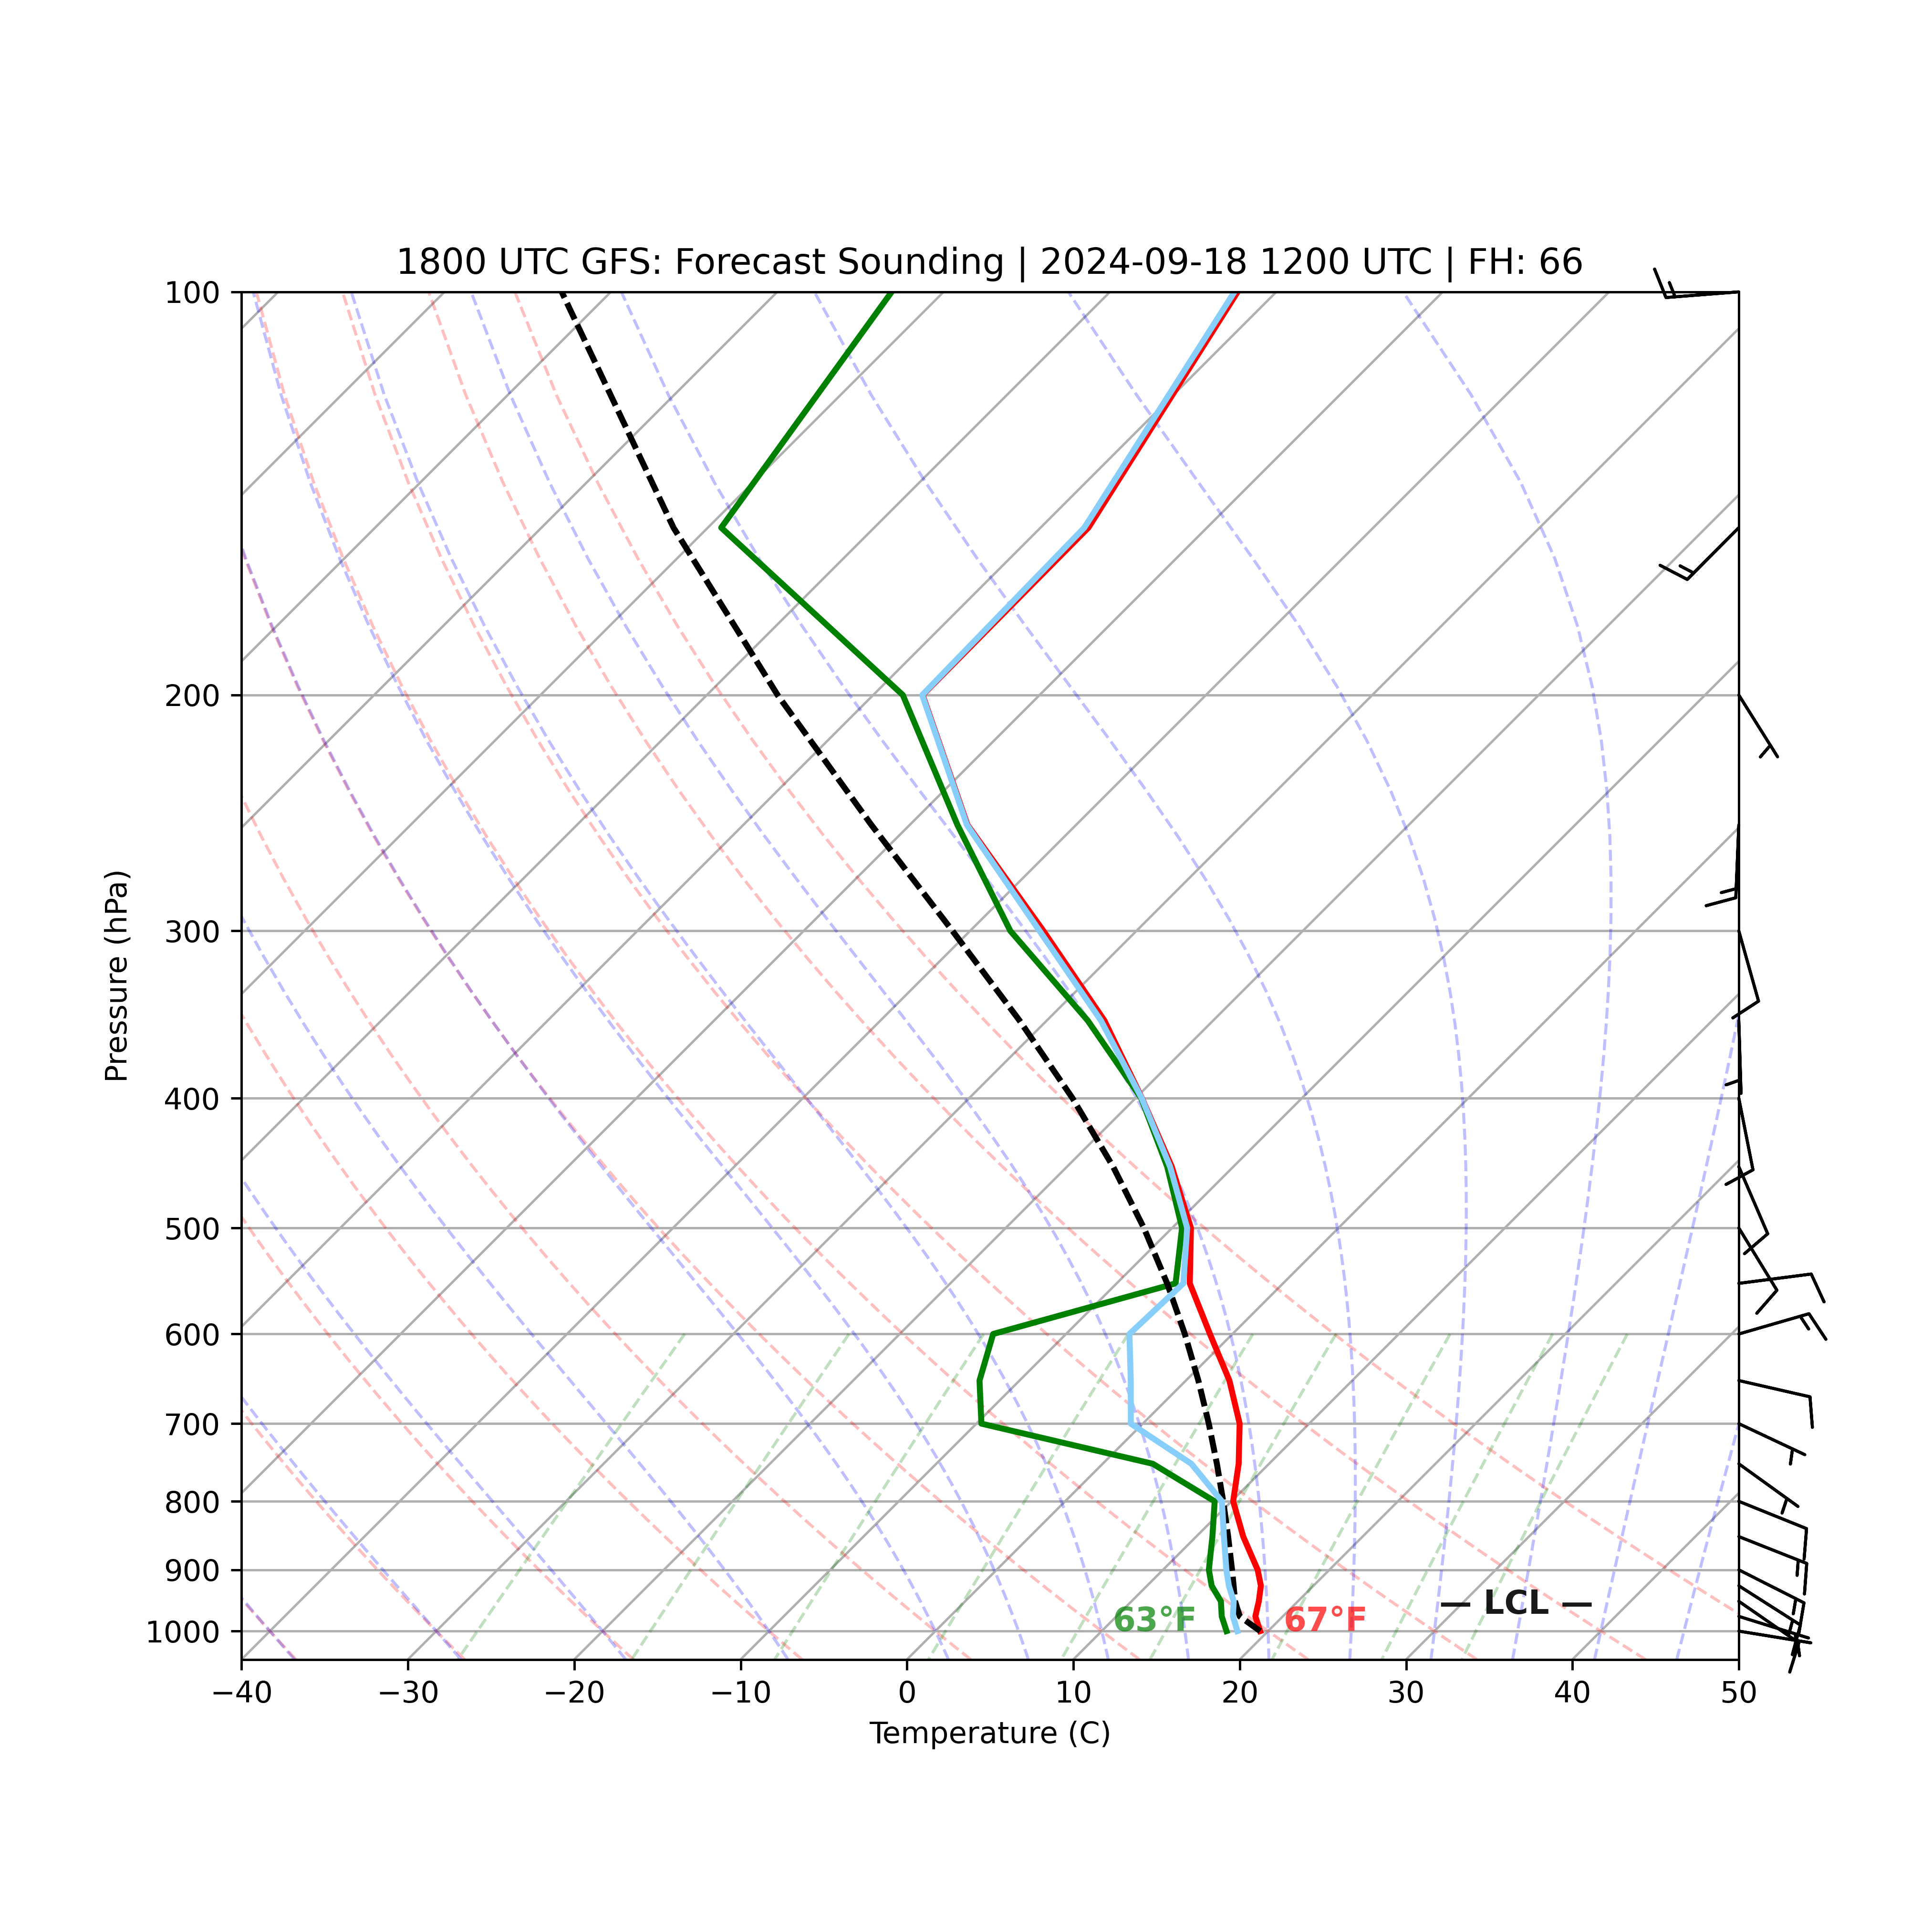 1800 UTC GFS: Forecast Sounding | 2024-09-18 1200 UTC | FH: 66
100
200
300
400
500
600
700
800
900
1000
Pressure (hPa)
63°F
67°F
— LCL —
−40 −30 −20 −10 0 10 20 30 40 50
Temperature (C)